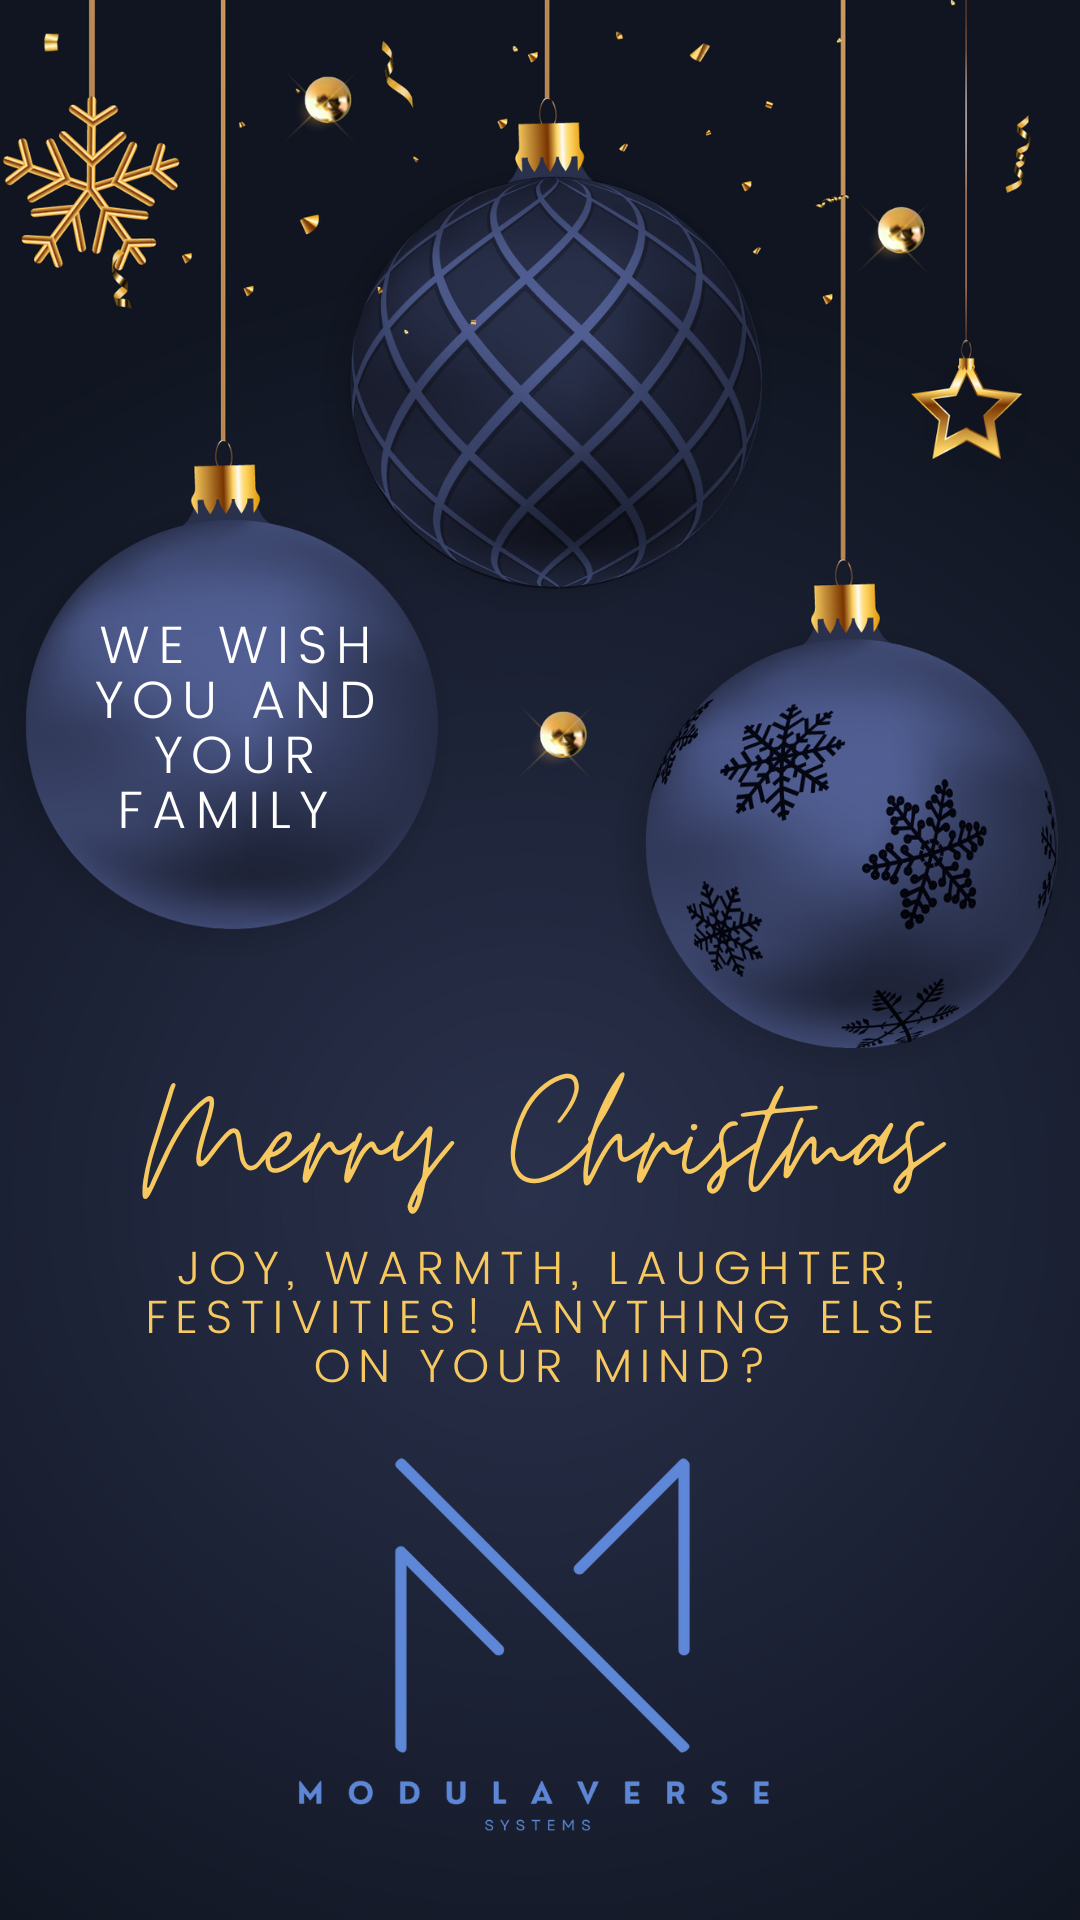 WE WISH
YOU AND
YOUR
FAMILY
Merry Christmas
JOY, WARMTH, LAUGHTER,
FESTIVITIES! ANYTHING ELSE
ON YOUR MIND?
MODULAVERSE
SYSTEMS